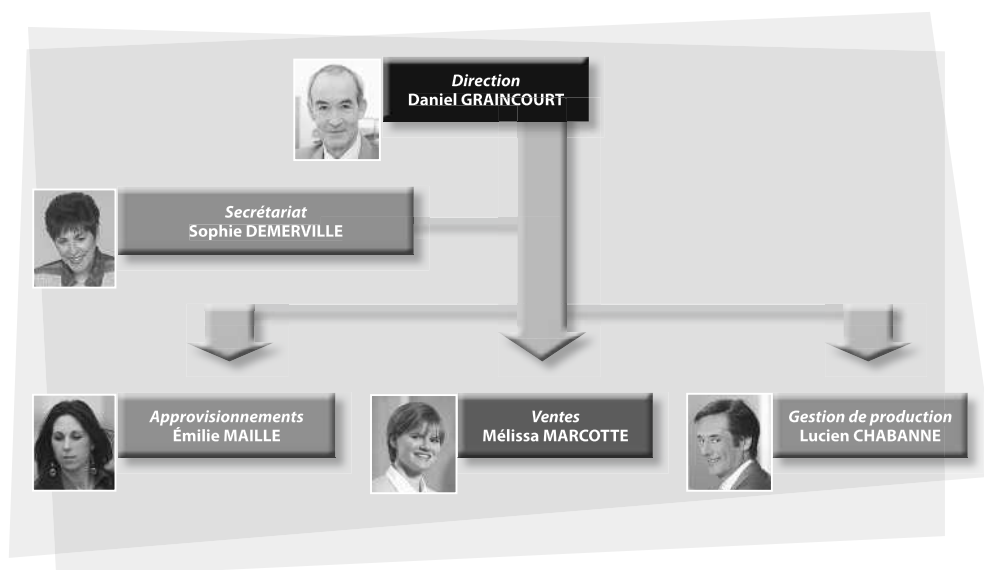 Direction
Daniel GRAINCOURT
Secrétariat
Sophie DEMERVILLE
Approvisionnements
Émilie MAILLE
Ventes
Mélissa MARCOTTE
Gestion de production
Lucien CHABANNE